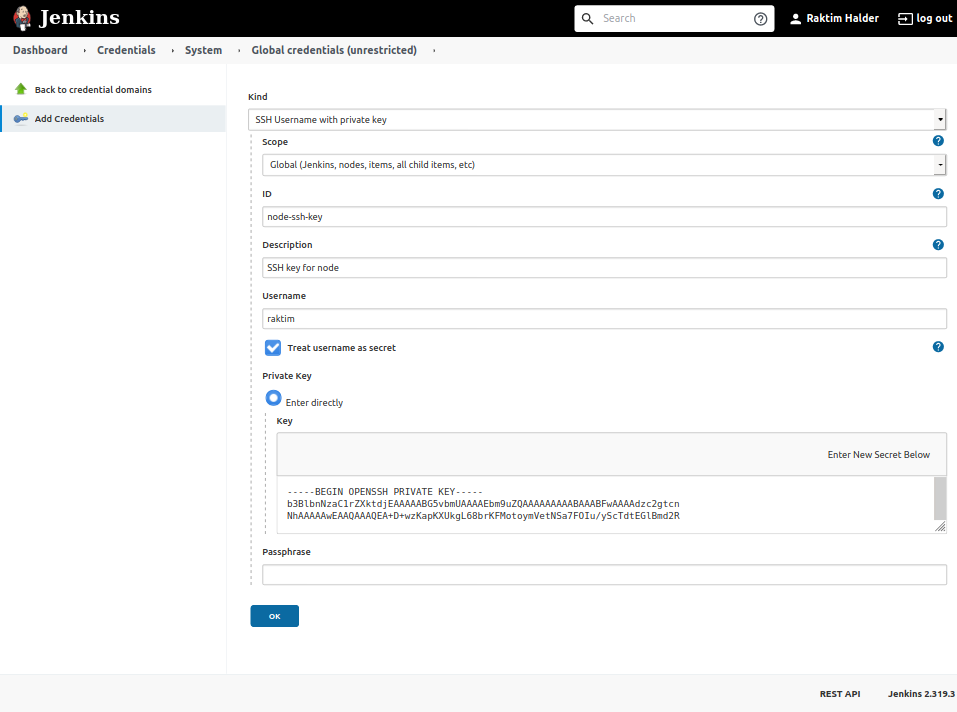 Jenkins
Search
Raktim Halder
log out
Dashboard
Credentials
System
Global credentials (unrestricted)
Back to credential domains
Add Credentials
Kind
SSH Username with private key
Scope
Global (Jenkins, nodes, items, all child items, etc)
ID
node-ssh-key
Description
SSH key for node
Username
raktim
Treat username as secret
Private Key
Enter directly
Key
Enter New Secret Below
-----BEGIN OPENSSH PRIVATE KEY-----
b3BlbnNzaC1rZXktdjEAAAAABG5vbmUAAAAEbm9uZQAAAAAAAAABAAABFwAAAAdzc2gtcn
NhAAAAAwEAAQAAAQEA+D+wzKapKXUkgL68brKFMotoymVetNSa7FOIu/yScTdtEGlBmd2R
Passphrase
OK
REST API
Jenkins 2.319.3